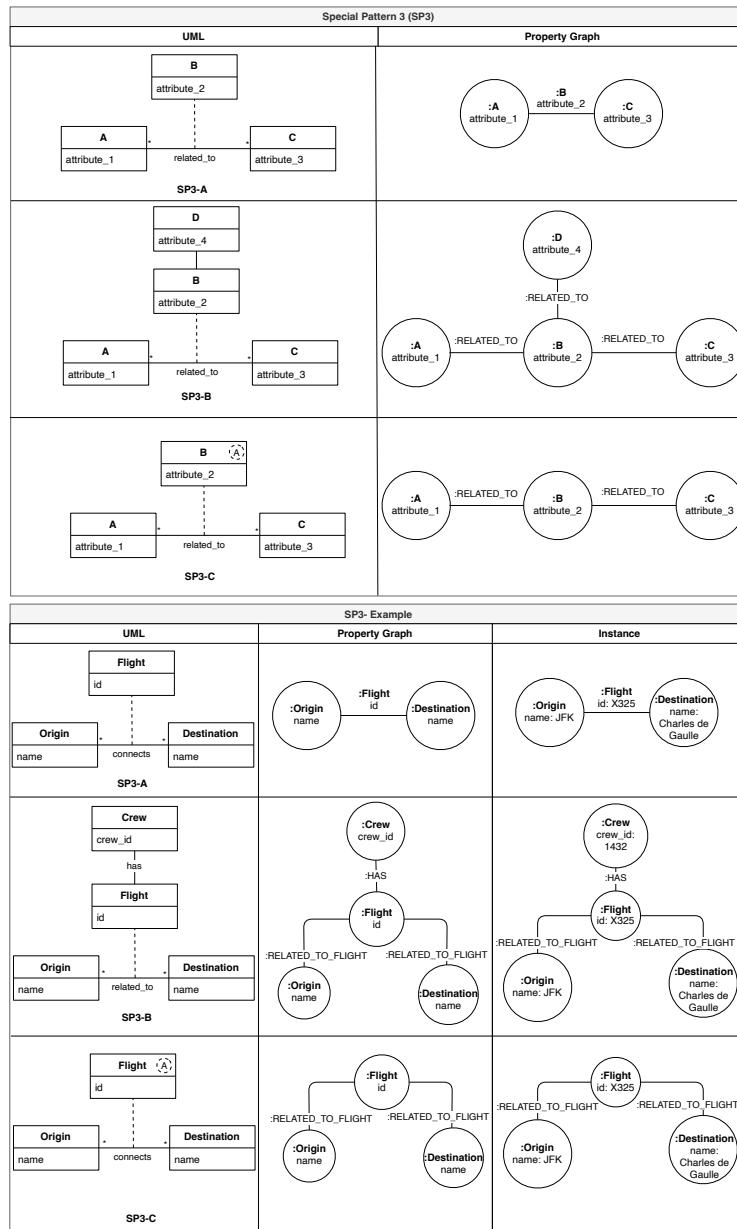 Special Pattern 3 (SP3)
UML
Property Graph
B
attribute_2
A
attribute_1
*
*
related_to
C
attribute_3
SP3-A
:A
attribute_1
:B
attribute_2
:C
attribute_3
D
attribute_4
B
attribute_2
A
attribute_1
*
*
related_to
C
attribute_3
SP3-B
:D
attribute_4
:RELATED_TO
:A
attribute_1
:RELATED_TO
:B
attribute_2
:RELATED_TO
:C
attribute_3
B
A
attribute_2
A
attribute_1
*
*
related_to
C
attribute_3
SP3-C
:A
attribute_1
:RELATED_TO
:B
attribute_2
:RELATED_TO
:C
attribute_3
SP3- Example
UML
Property Graph
Instance
Flight
id
Origin
name
*
*
connects
Destination
name
SP3-A
:Origin
name
:Flight
id
:Destination
name
:Origin
name: JFK
:Flight
id: X325
:Destination
name:
Charles de
Gaulle
Crew
crew_id
has
Flight
id
Origin
name
*
*
related_to
Destination
name
SP3-B
:Crew
crew_id
:HAS
:Flight
id
:RELATED_TO_FLIGHT
:RELATED_TO_FLIGHT
:Origin
name
:Destination
name
:Crew
crew_id:
1432
:HAS
:Flight
id: X325
:RELATED_TO_FLIGHT
:RELATED_TO_FLIGHT
:Origin
name: JFK
:Destination
name:
Charles de
Gaulle
Flight
A
id
Origin
name
*
*
connects
Destination
name
SP3-C
:Flight
id
:RELATED_TO_FLIGHT
:RELATED_TO_FLIGHT
:Origin
name
:Destination
name
:Flight
id: X325
:RELATED_TO_FLIGHT
:RELATED_TO_FLIGHT
:Origin
name: JFK
:Destination
name:
Charles de
Gaulle